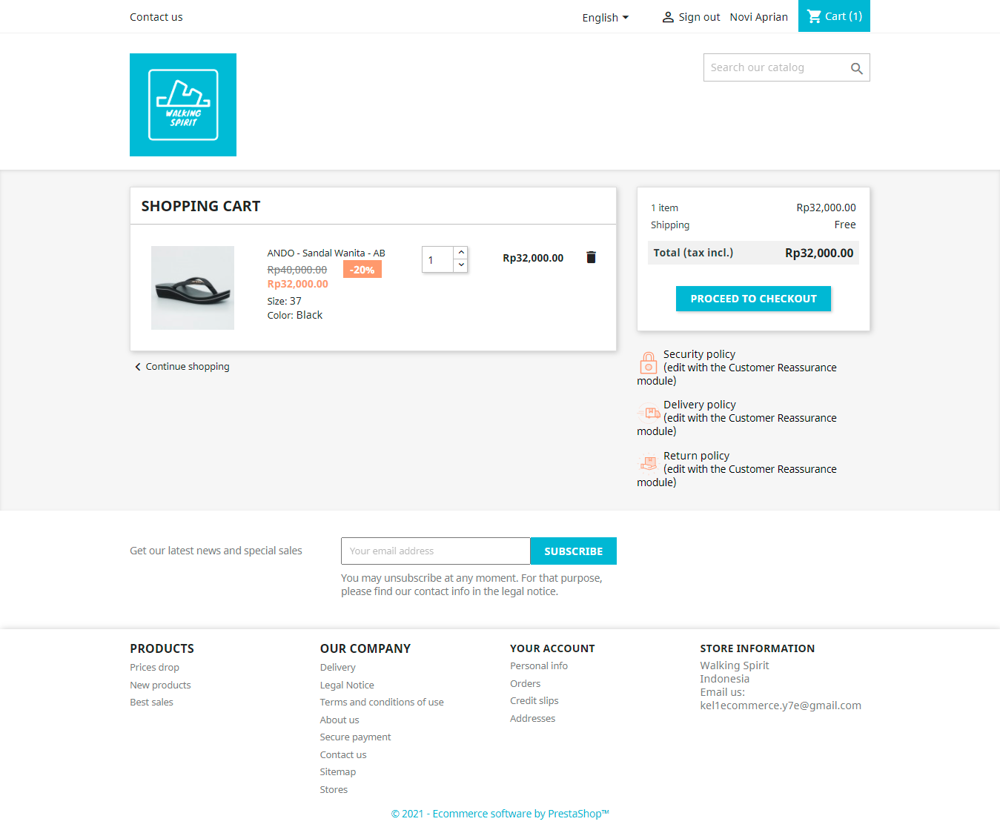 Contact us
English
Sign out
Novi Aprian
Cart (1)
WALKING
SPIRIT
Search our catalog
SHOPPING CART
ANDO - Sandal Wanita - AB
Rp40,000.00 -20%
Rp32,000.00
Size: 37
Color: Black
1
Rp32,000.00
Continue shopping
1 item Rp32,000.00
Shipping Free
Total (tax incl.) Rp32,000.00
PROCEED TO CHECKOUT
Security policy
(edit with the Customer Reassurance
module)
Delivery policy
(edit with the Customer Reassurance
module)
Return policy
(edit with the Customer Reassurance
module)
Get our latest news and special sales
Your email address
SUBSCRIBE
You may unsubscribe at any moment. For that purpose,
please find our contact info in the legal notice.
PRODUCTS
Prices drop
New products
Best sales
OUR COMPANY
Delivery
Legal Notice
Terms and conditions of use
About us
Secure payment
Contact us
Sitemap
Stores
YOUR ACCOUNT
Personal info
Orders
Credit slips
Addresses
STORE INFORMATION
Walking Spirit
Indonesia
Email us:
kel1ecommerce.y7e@gmail.com
© 2021 - Ecommerce software by PrestaShop™